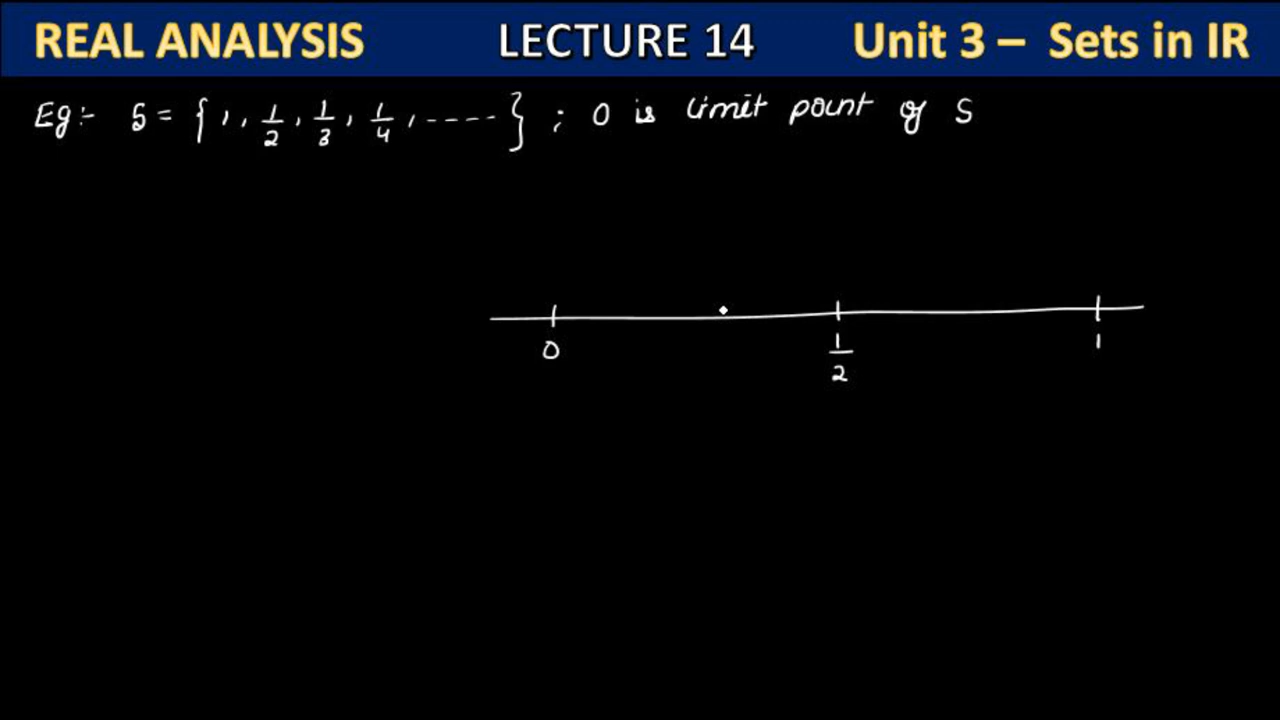 REAL ANALYSIS LECTURE 14 Unit 3 – Sets in IR
Eg:- S = { 1, 1/2, 1/3, 1/4, ---- } ; 0 is limit point of S
0 1/2 1